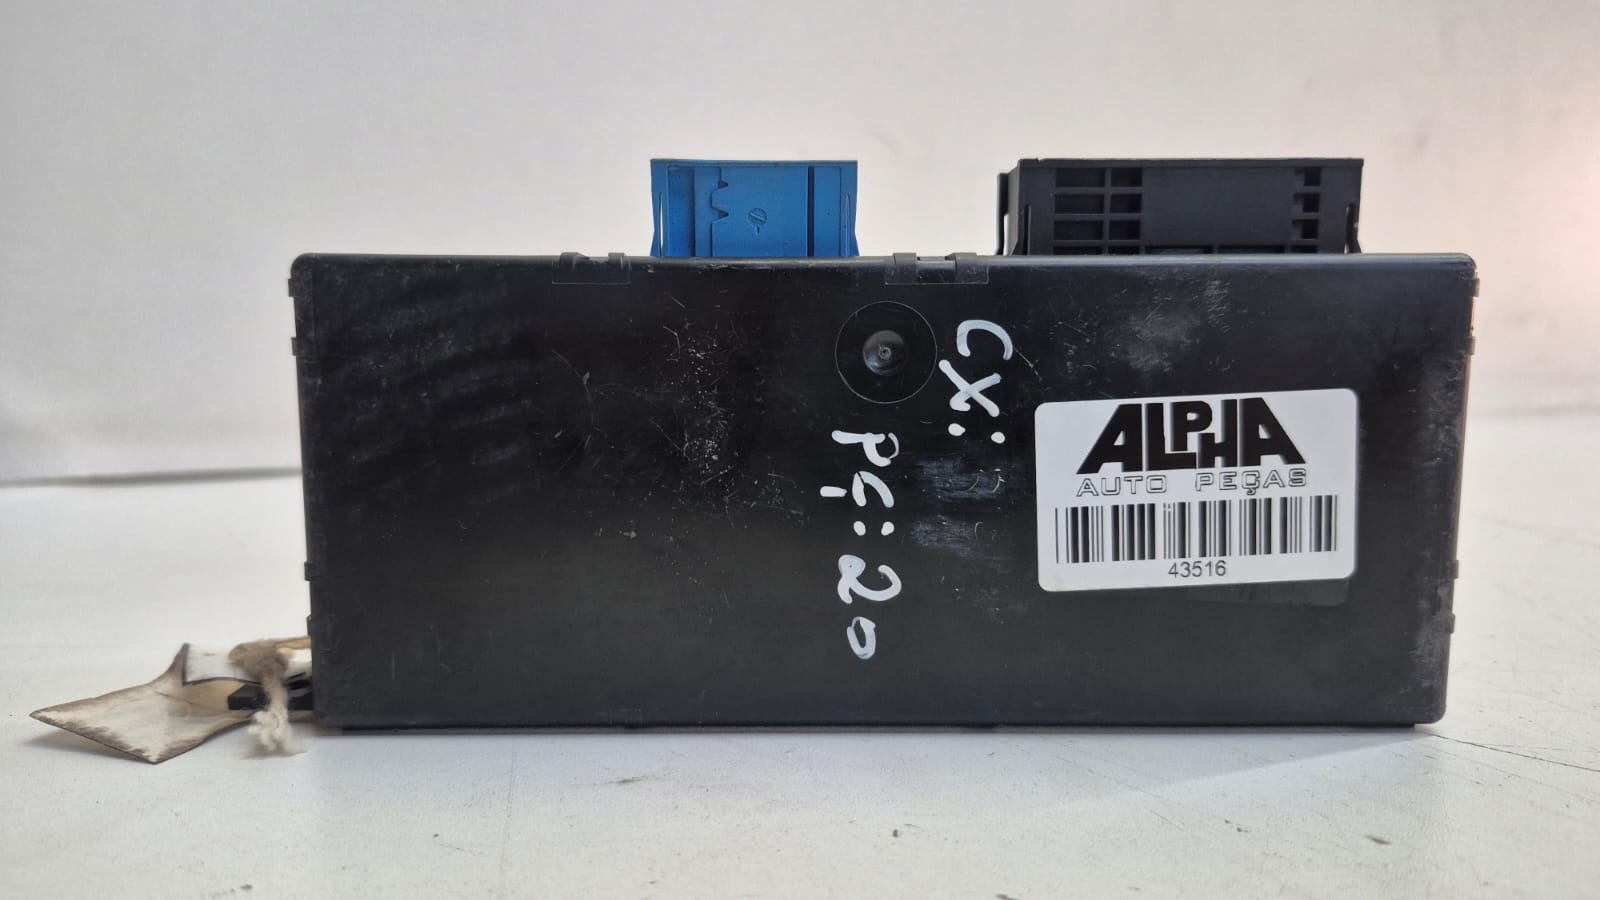 CX:
PÇ: 20
ALPHA
AUTO PEÇAS
43516